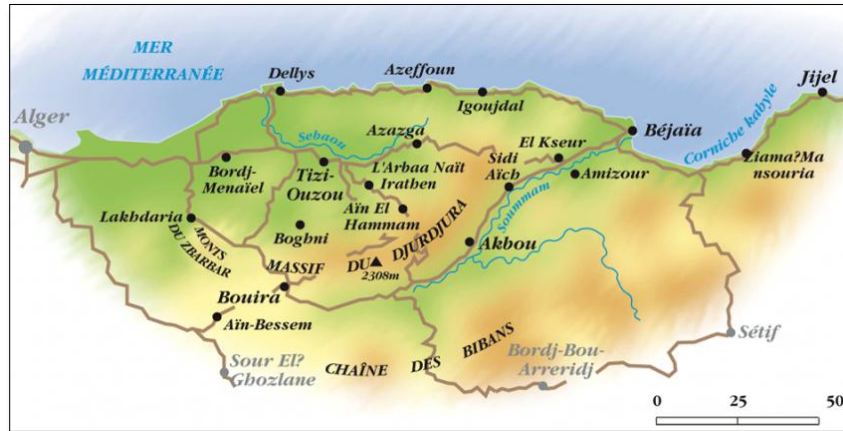 MER
MÉDITERRANÉE
Dellys
Azeffoun
Igoujdal
Jijel
Alger
Sebaou
Azazga
El Kseur
Béjaïa
Corniche kabyle
Bordj-
Menaïel
Tizi-
Ouzou
L'Arbaa Naït
Irathen
Sidi
Aïch
Amizour
Ziama?Ma
nsouria
Lakhdaria
MONTS
DU ZBARBAR
Boghni
Aïn El
Hammam
Soummam
Akbou
MASSIF DU DJURDJURA
2308m
Bouira
Aïn-Bessem
Sour El?
Ghozlane
CHAÎNE DES BIBANS
Bordj-Bou-
Arreridj
Sétif
0 25 50